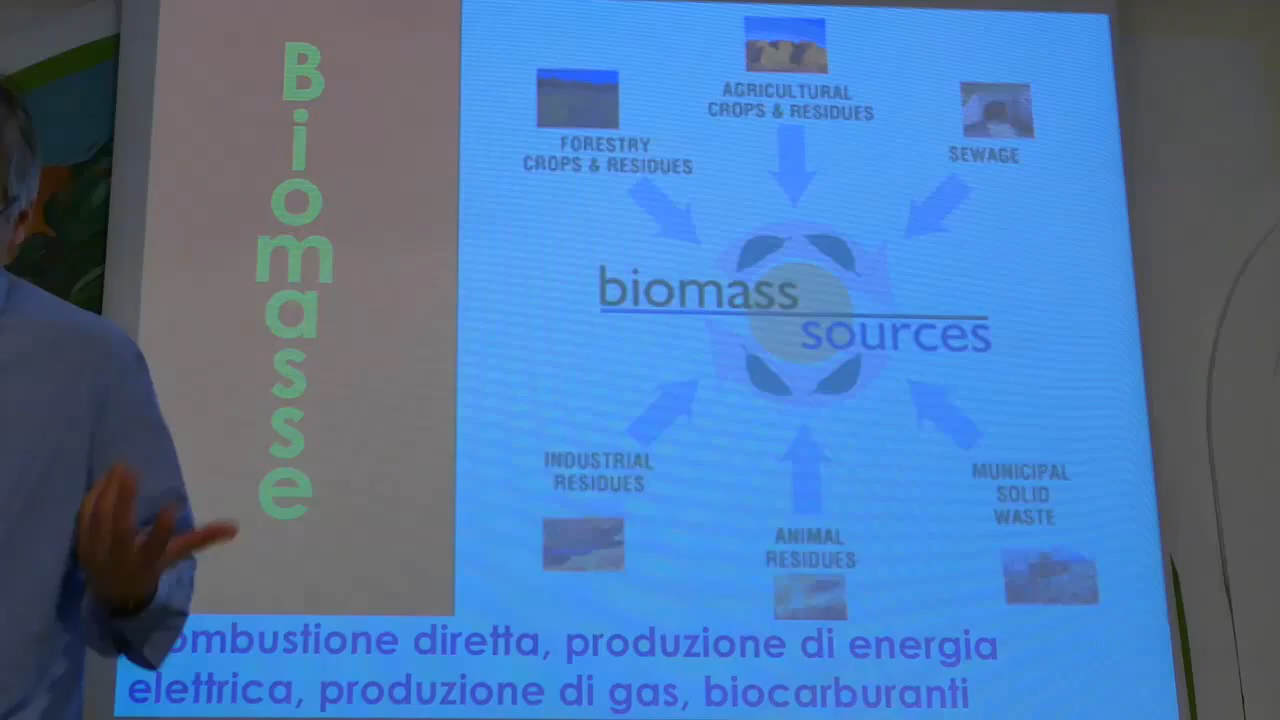 Biomasse
AGRICULTURAL
CROPS & RESIDUES
FORESTRY
CROPS & RESIDUES
SEWAGE
biomass
sources
INDUSTRIAL
RESIDUES
ANIMAL
RESIDUES
MUNICIPAL
SOLID
WASTE
ombustione diretta, produzione di energia
elettrica, produzione di gas, biocarburanti